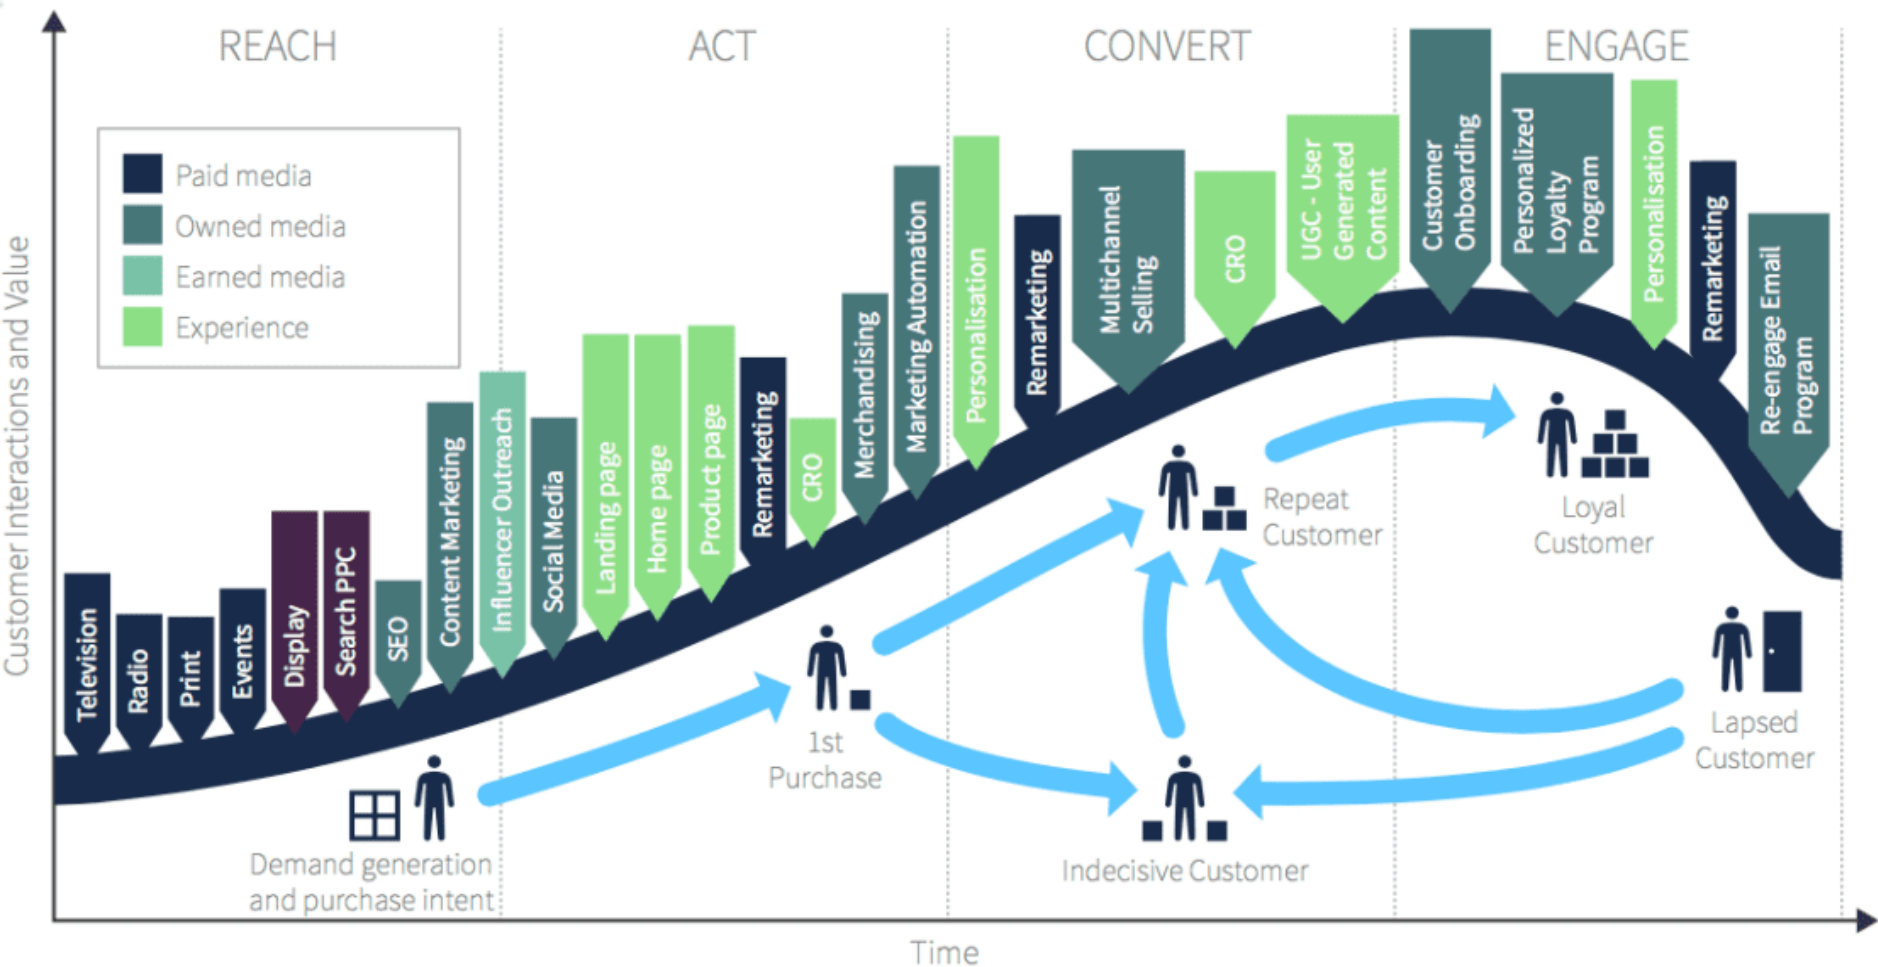 REACH
ACT
CONVERT
ENGAGE
Customer Interactions and Value
Paid media
Owned media
Earned media
Experience
Television
Radio
Print
Events
Display
Search PPC
SEO
Content Marketing
Influencer Outreach
Social Media
Landing page
Home page
Product page
Remarketing
CRO
Merchandising
Marketing Automation
Personalisation
Remarketing
Multichannel
Selling
CRO
UGC - User
Generated
Content
Customer
Onboarding
Personalized
Loyalty
Program
Personalisation
Remarketing
Re-engage Email
Program
Demand generation
and purchase intent
1st
Purchase
Repeat
Customer
Indecisive Customer
Loyal
Customer
Lapsed
Customer
Time